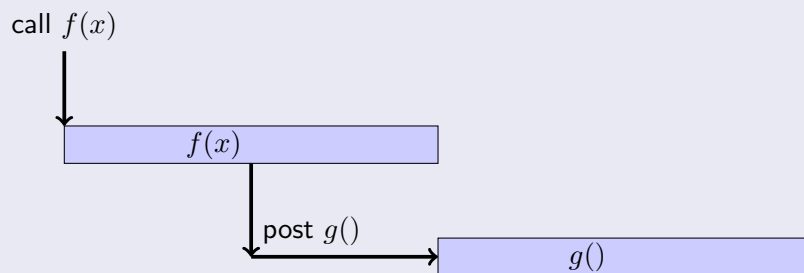 call f(x)
f(x)
post g()
g()